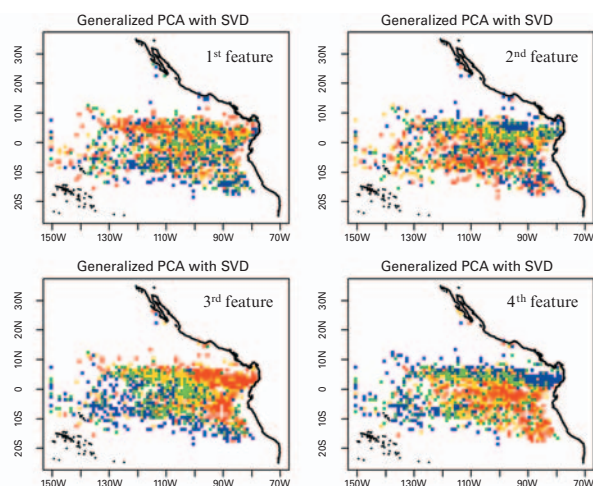 Generalized PCA with SVD
Generalized PCA with SVD
1st feature
2nd feature
30N
20N
10N
0
10S
20S
30N
20N
10N
0
10S
20S
150W 130W 110W 90W 70W
150W 130W 110W 90W 70W
Generalized PCA with SVD
Generalized PCA with SVD
3rd feature
4th feature
30N
20N
10N
0
10S
20S
30N
20N
10N
0
10S
20S
150W 130W 110W 90W 70W
150W 130W 110W 90W 70W